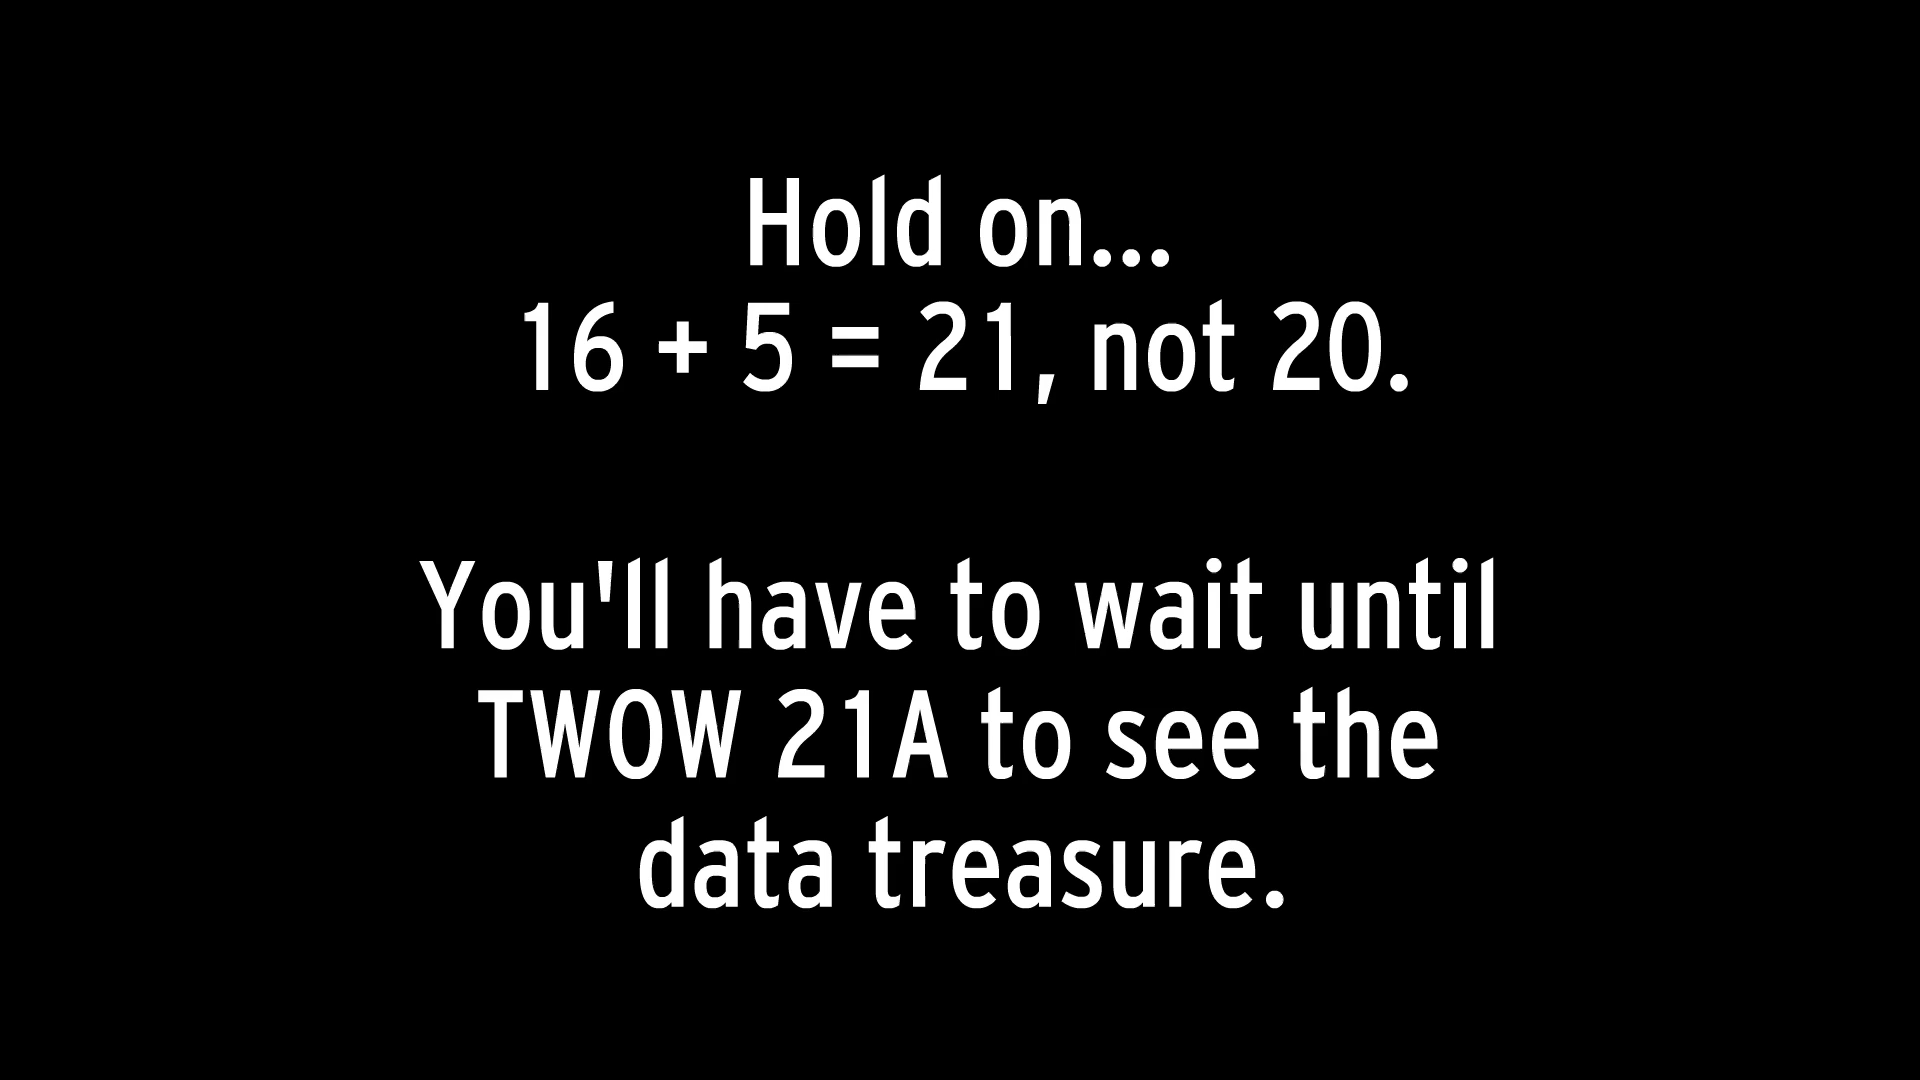 Hold on...
16 + 5 = 21, not 20.
You'll have to wait until
TWOW 21A to see the
data treasure.